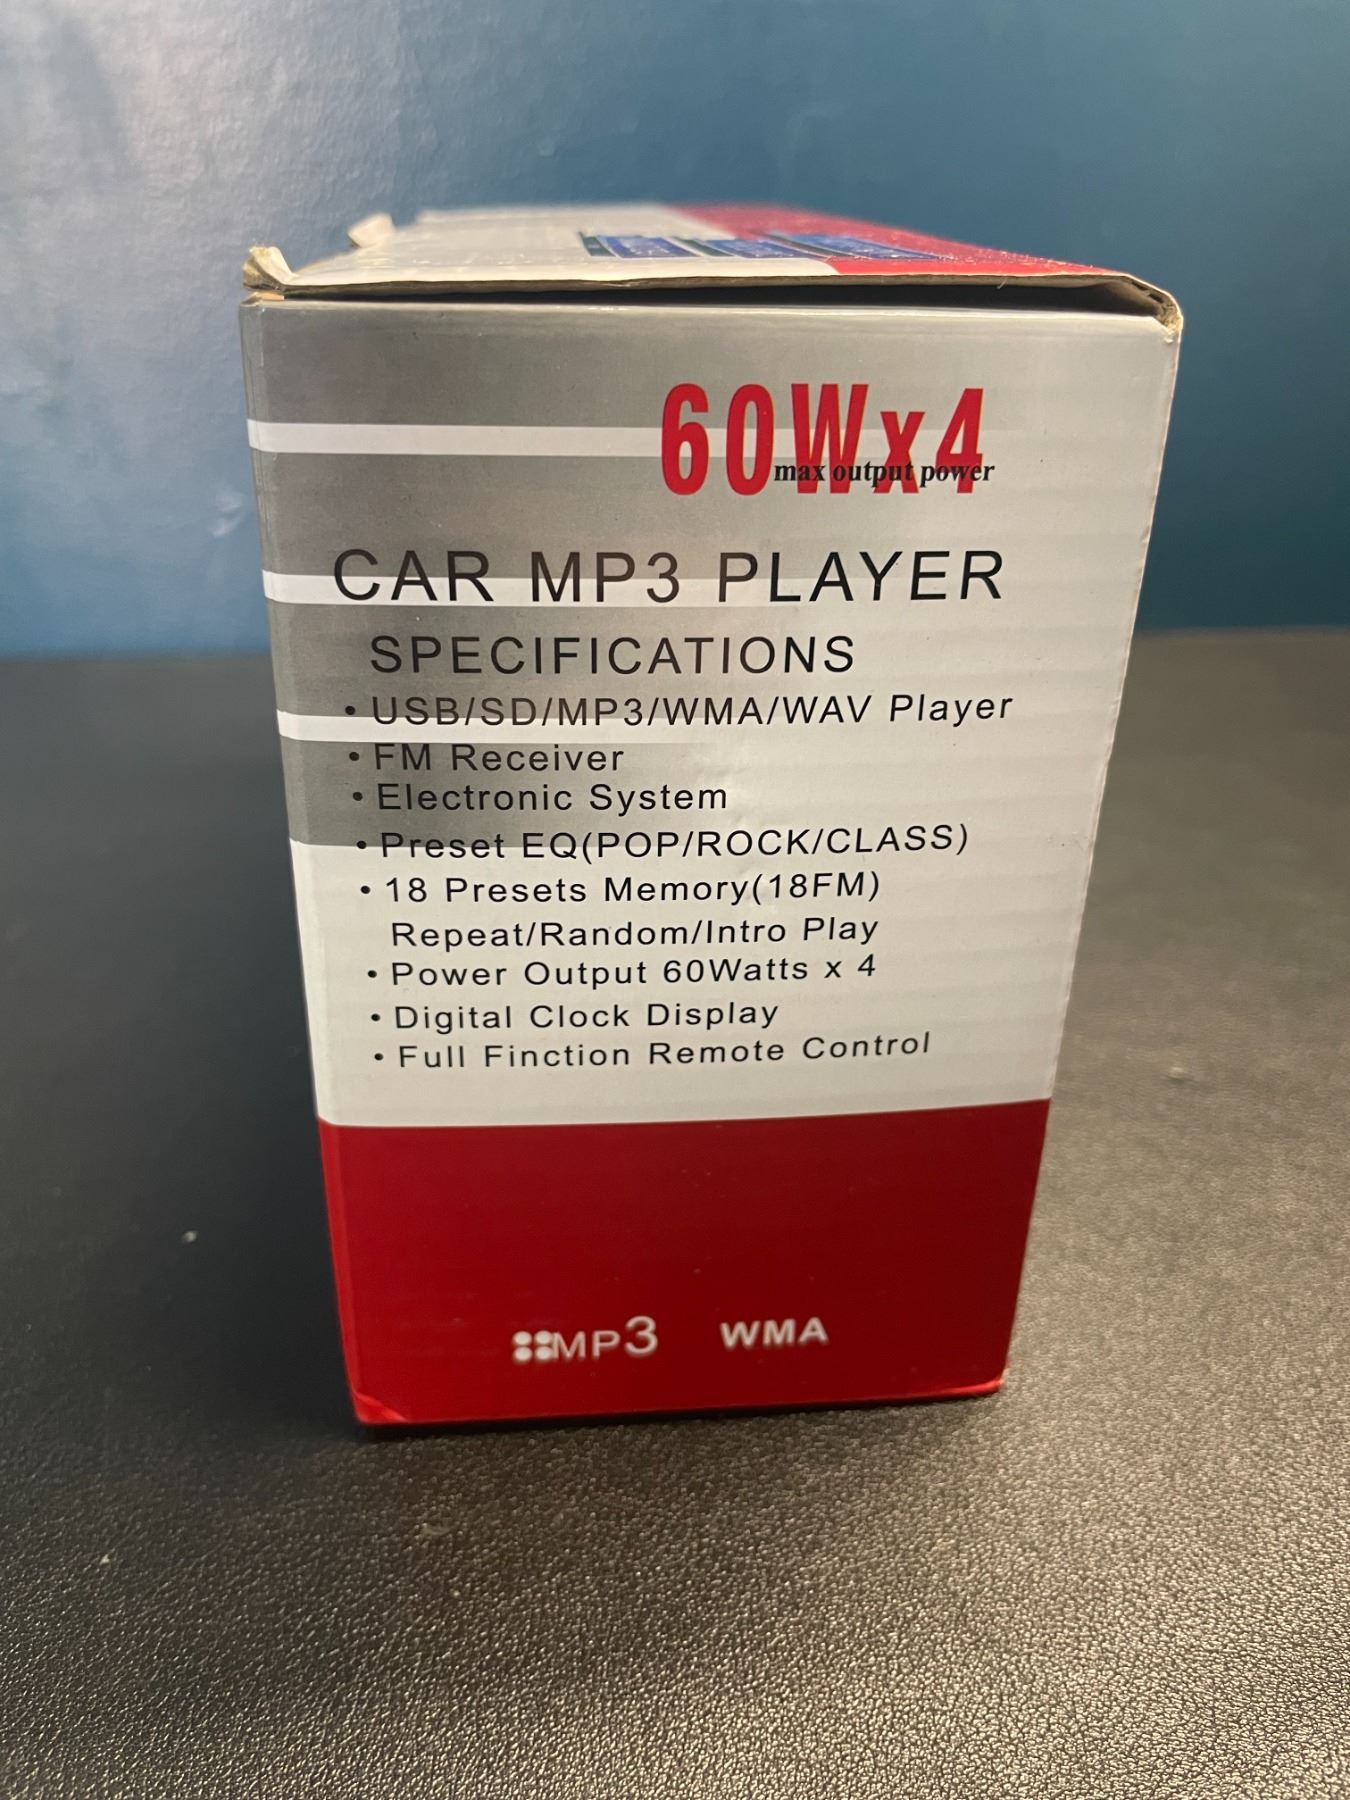 60Wx4
max output power
CAR MP3 PLAYER
SPECIFICATIONS
• USB/SD/MP3/WMA/WAV Player
• FM Receiver
• Electronic System
• Preset EQ(POP/ROCK/CLASS)
• 18 Presets Memory(18FM)
Repeat/Random/Intro Play
• Power Output 60Watts x 4
• Digital Clock Display
• Full Finction Remote Control
MP3 WMA